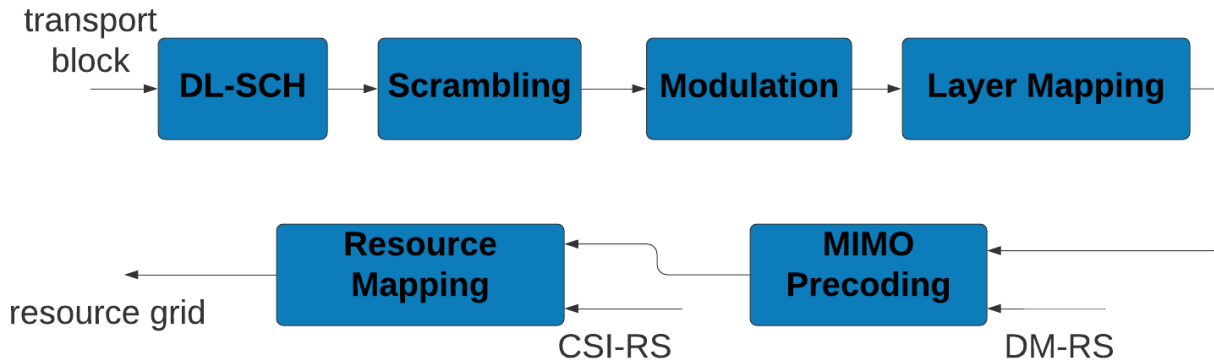 transport
block
DL-SCH
Scrambling
Modulation
Layer Mapping
Resource
Mapping
MIMO
Precoding
resource grid
CSI-RS
DM-RS